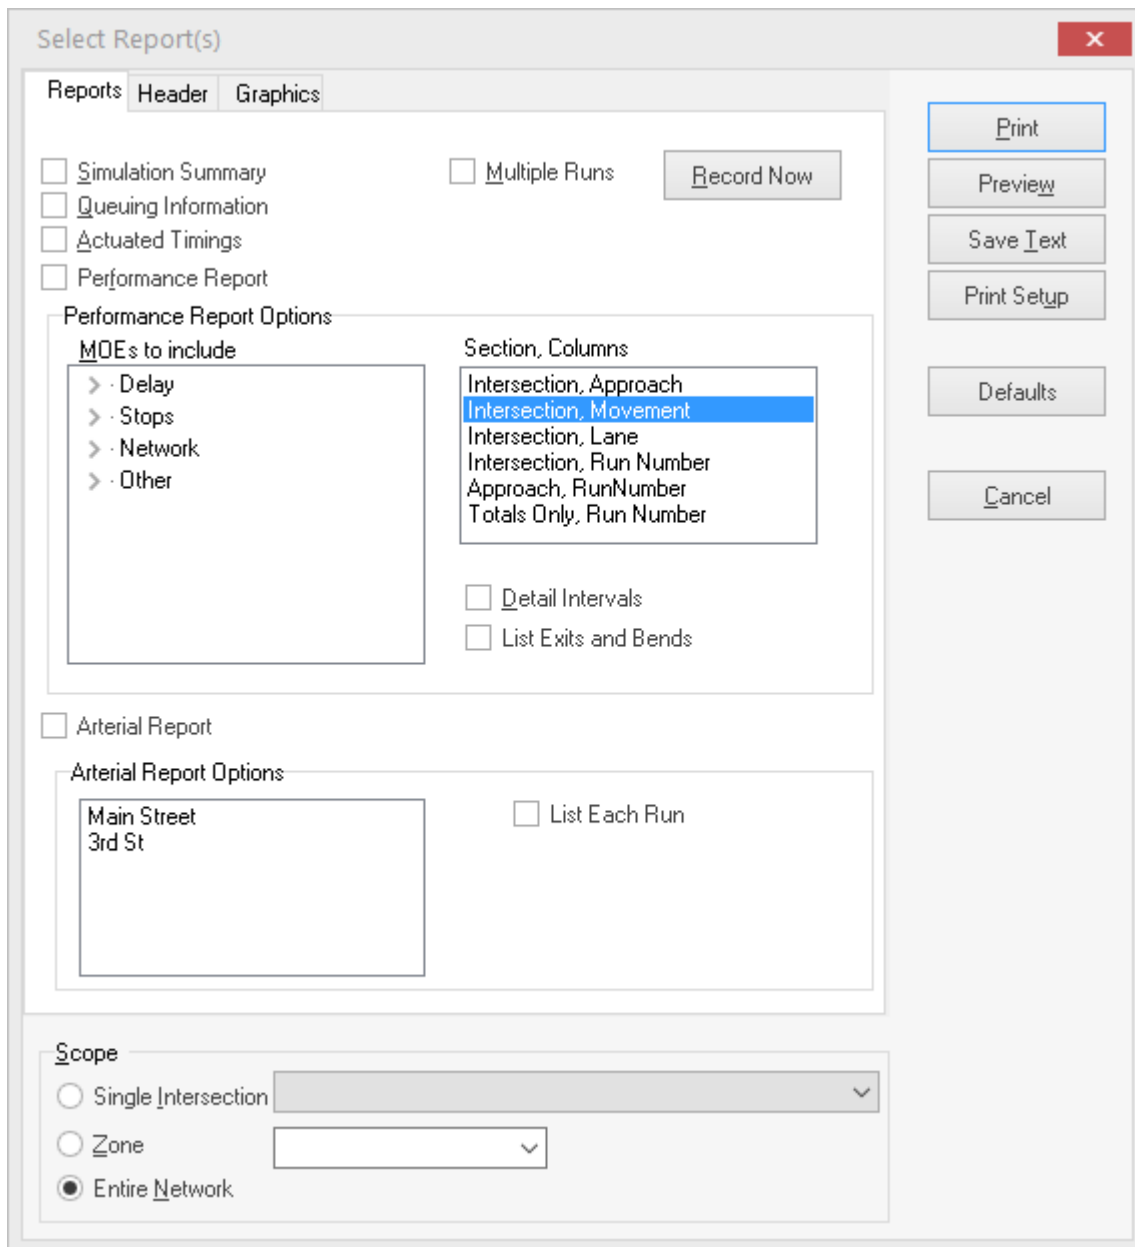 Select Report(s)
Reports Header Graphics
Print
Simulation Summary Multiple Runs Record Now
Preview
Queuing Information
Actuated Timings
Save Text
Performance Report
Print Setup
Performance Report Options
MOEs to include Section, Columns
Delay
Stops
Network
Other
Intersection, Approach
Intersection, Movement
Intersection, Lane
Intersection, Run Number
Approach, RunNumber
Totals Only, Run Number
Defaults
Cancel
Detail Intervals
List Exits and Bends
Arterial Report
Arterial Report Options
Main Street
3rd St
List Each Run
Scope
Single Intersection
Zone
Entire Network